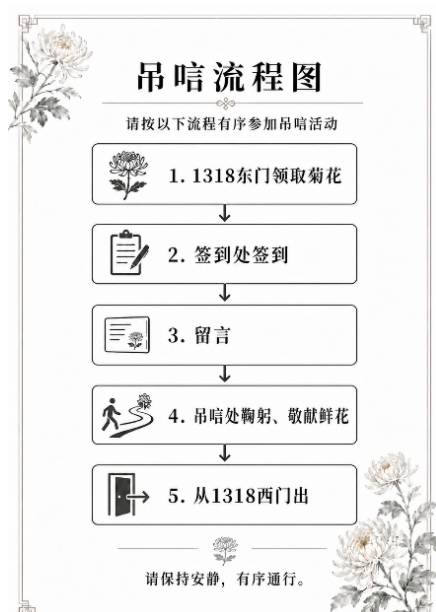 吊唁流程图
请按以下流程有序参加吊唁活动
1. 1318东门领取菊花
2. 签到处签到
3. 留言
4. 吊唁处鞠躬、敬献鲜花
5. 从1318西门出
请保持安静，有序通行。